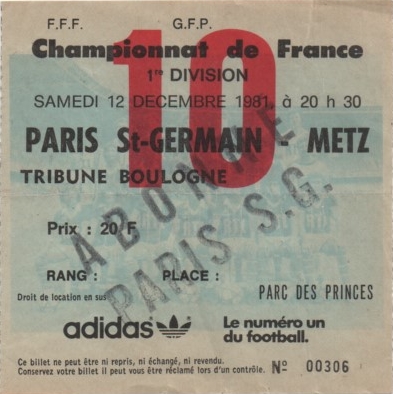 F.F.F. G.F.P.
Championnat de France
10
1re DIVISION
SAMEDI 12 DECEMBRE 1981, à 20 h 30
PARIS St-GERMAIN - METZ
TRIBUNE BOULOGNE
ABONNE
PARIS S.G.
Prix : 20 F
RANG : PLACE :
Droit de location en sus
PARC DES PRINCES
adidas
Le numéro un
du football.
Ce billet ne peut être ni repris, ni échangé, ni revendu.
Conservez votre billet il peut vous être réclamé lors d'un contrôle.
Nº 00306